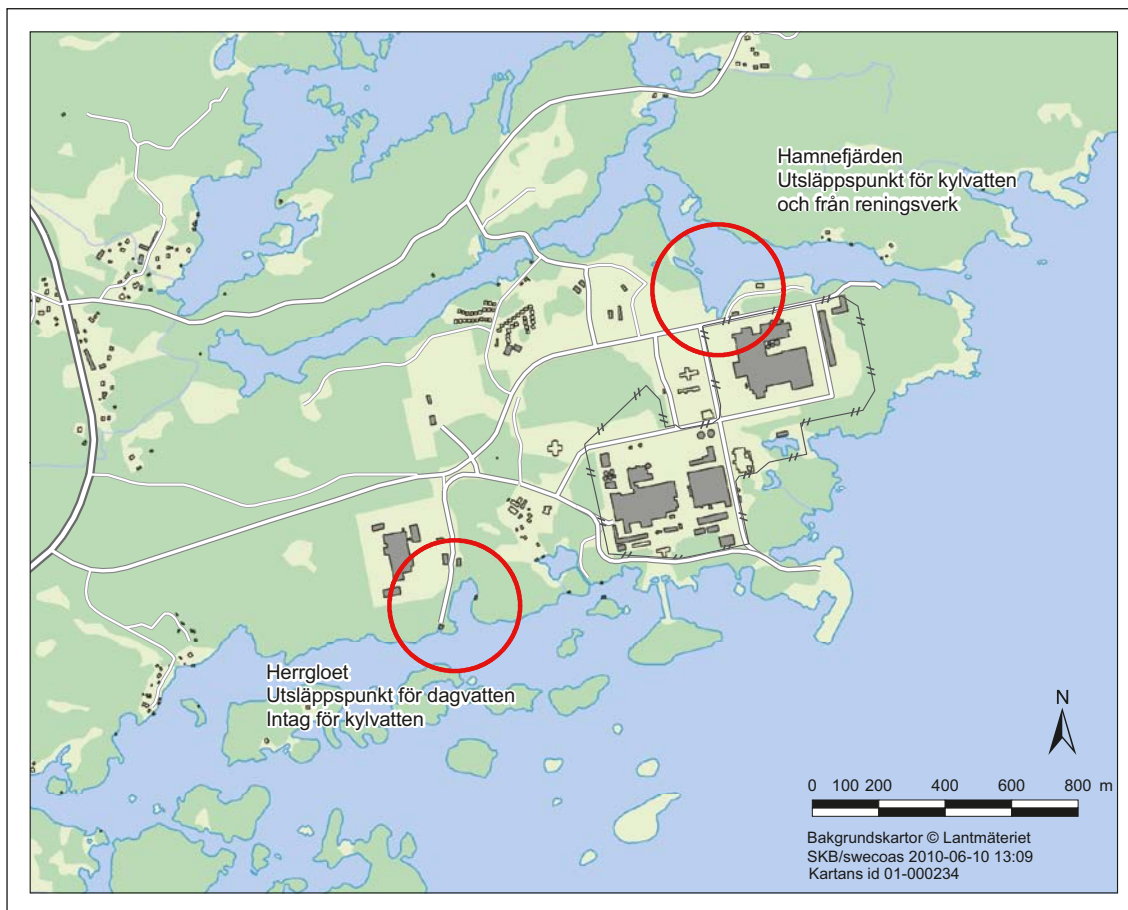 Hamnefjärden
Utsläppspunkt för kylvatten
och från reningsverk
Herrgloet
Utsläppspunkt för dagvatten
Intag för kylvatten
N
0 100 200 400 600 800 m
Bakgrundskartor © Lantmäteriet
SKB/swecoas 2010-06-10 13:09
Kartans id 01-000234